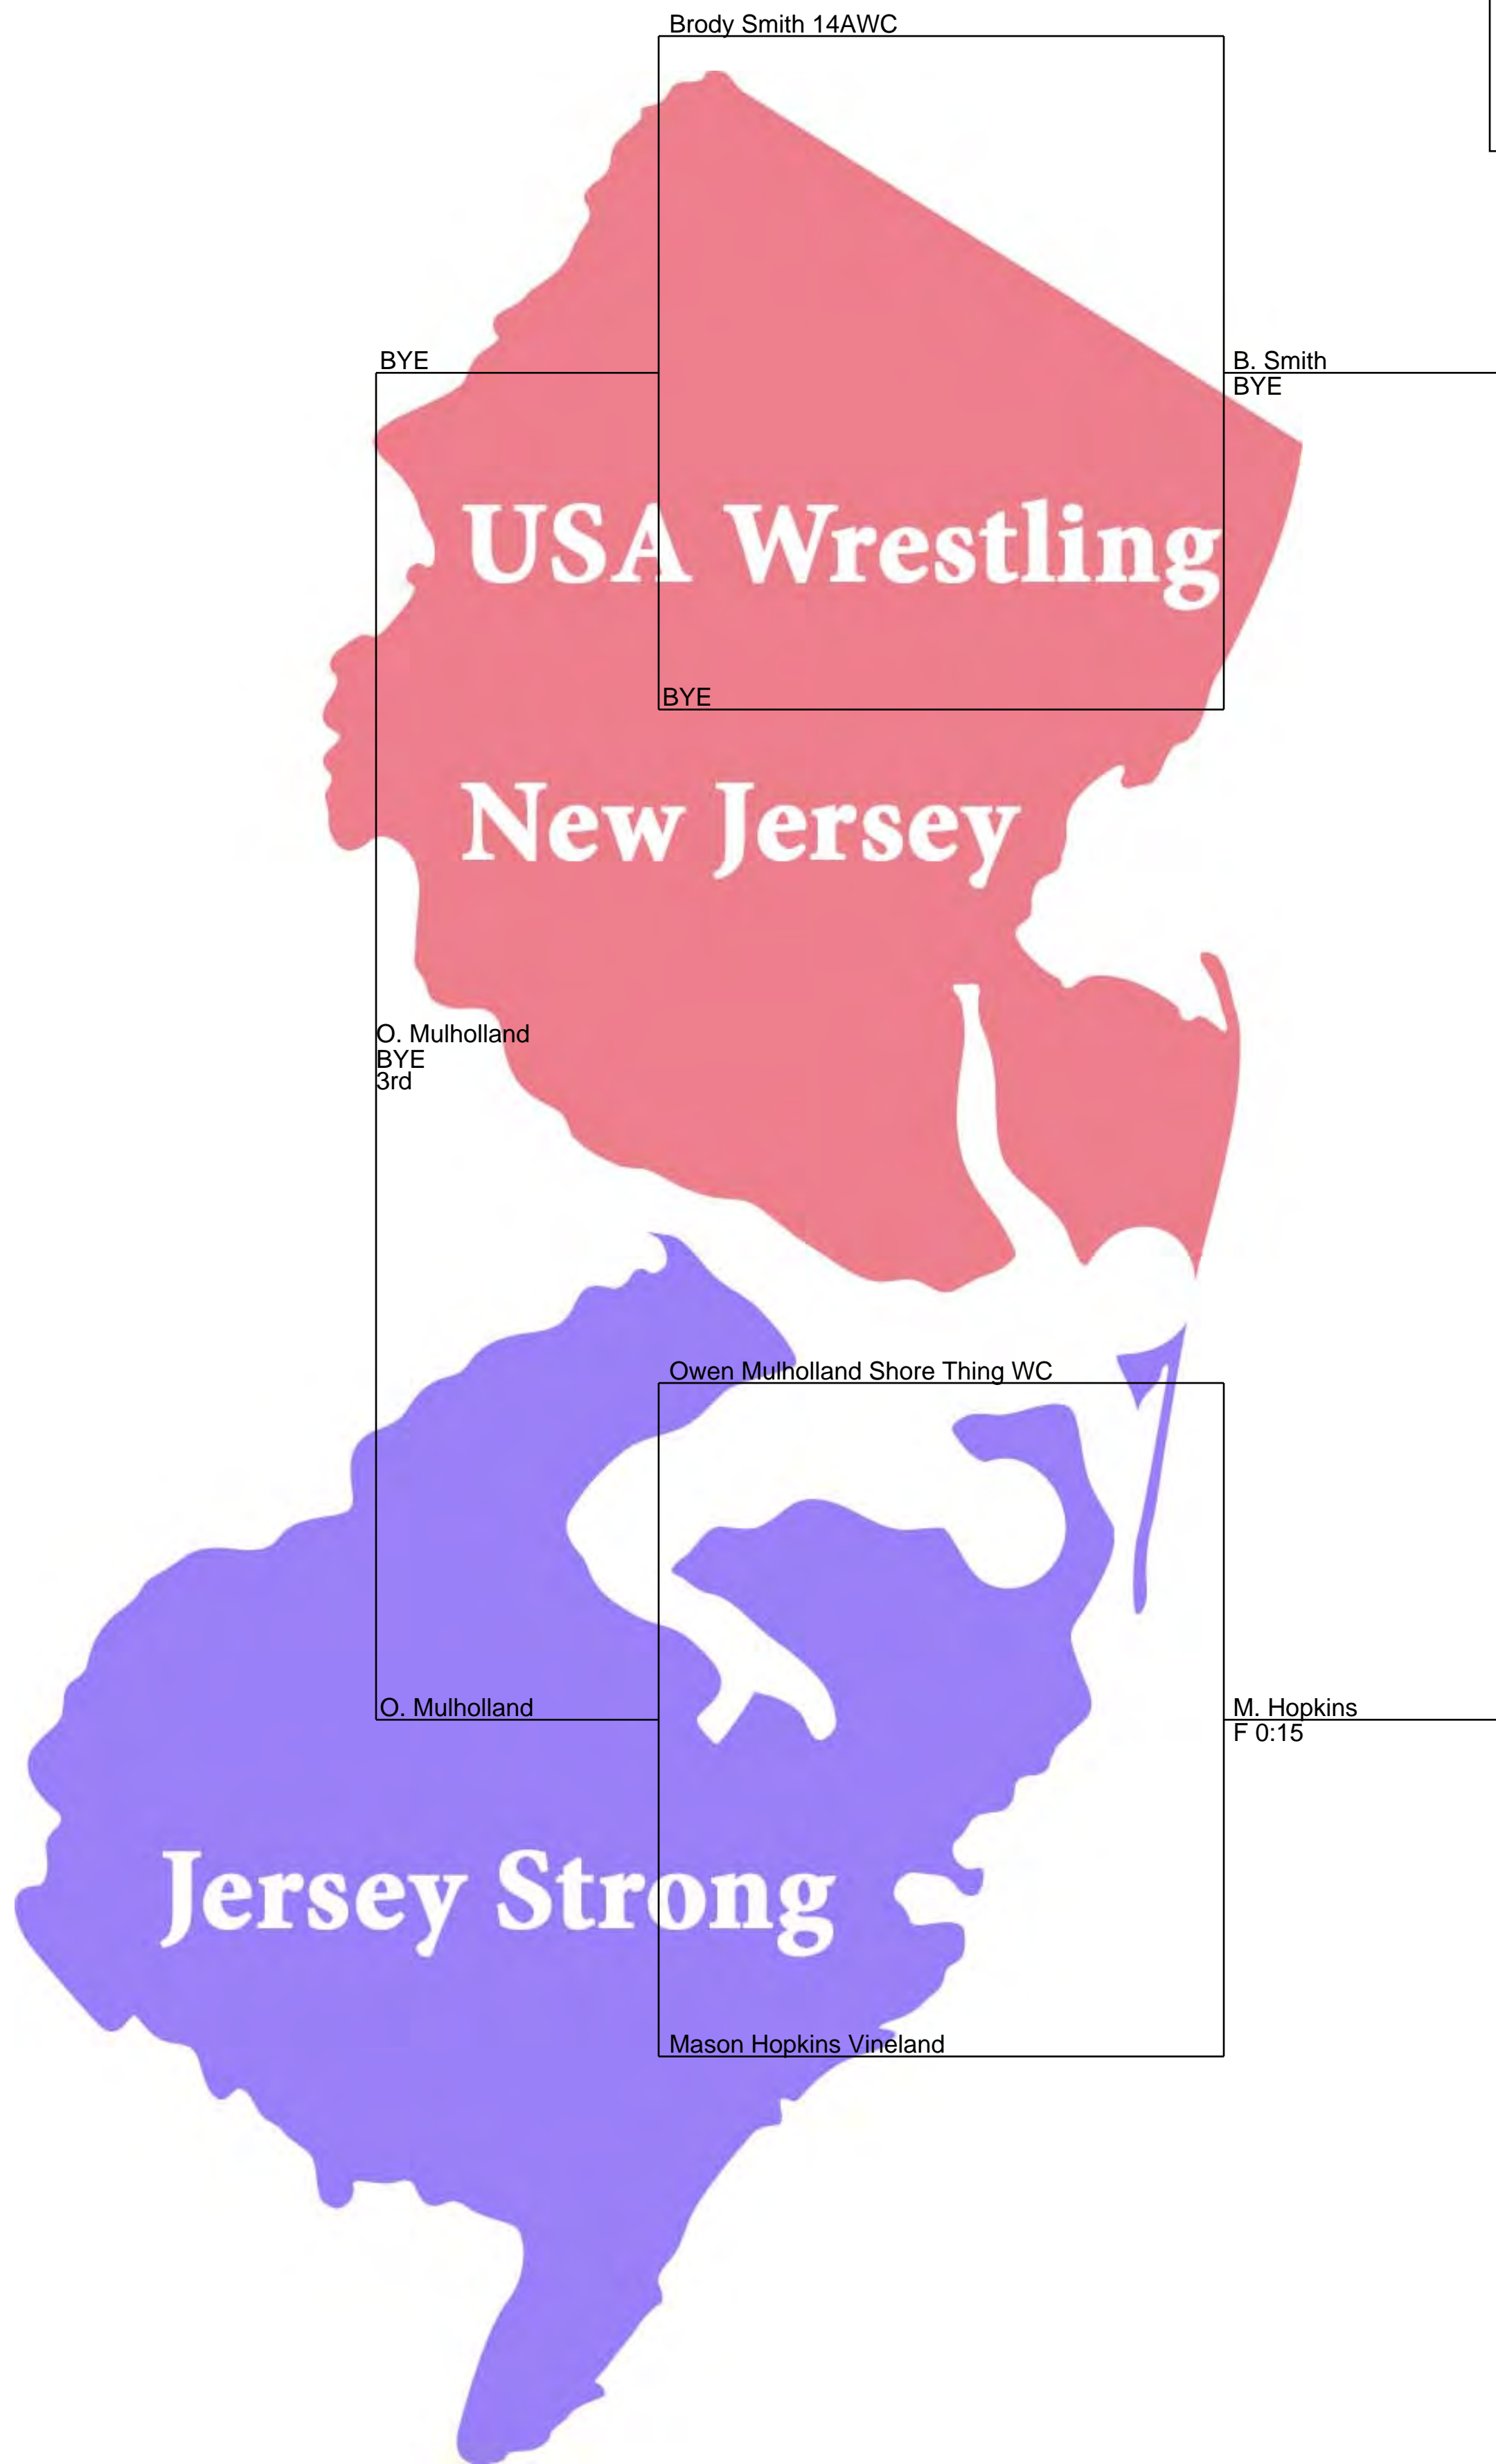 Brody Smith 14AWC
BYE
B. Smith
BYE
USA Wrestling
BYE
New Jersey
O. Mulholland
BYE
3rd
Owen Mulholland Shore Thing WC
O. Mulholland
M. Hopkins
F 0:15
Jersey Strong
Mason Hopkins Vineland